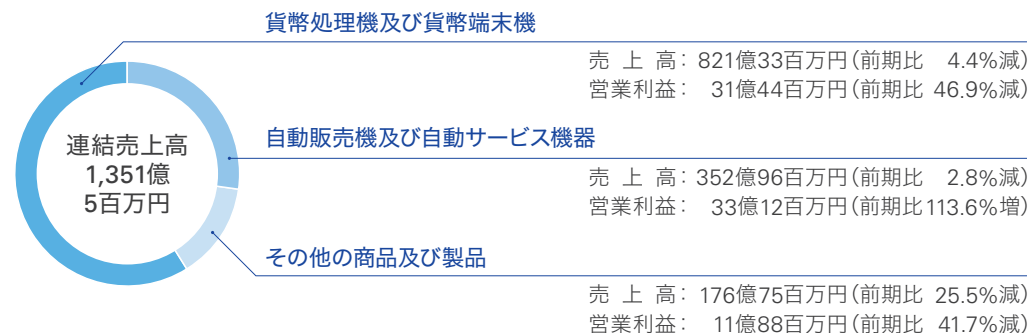 貨幣処理機及び貨幣端末機
売上高：821億33百万円（前期比 4.4%減）
営業利益： 31億44百万円（前期比 46.9%減）
連結売上高
1,351億
5百万円
自動販売機及び自動サービス機器
売上高：352億96百万円（前期比 2.8%減）
営業利益： 33億12百万円（前期比113.6%増）
その他の商品及び製品
売上高：176億75百万円（前期比 25.5%減）
営業利益： 11億88百万円（前期比 41.7%減）